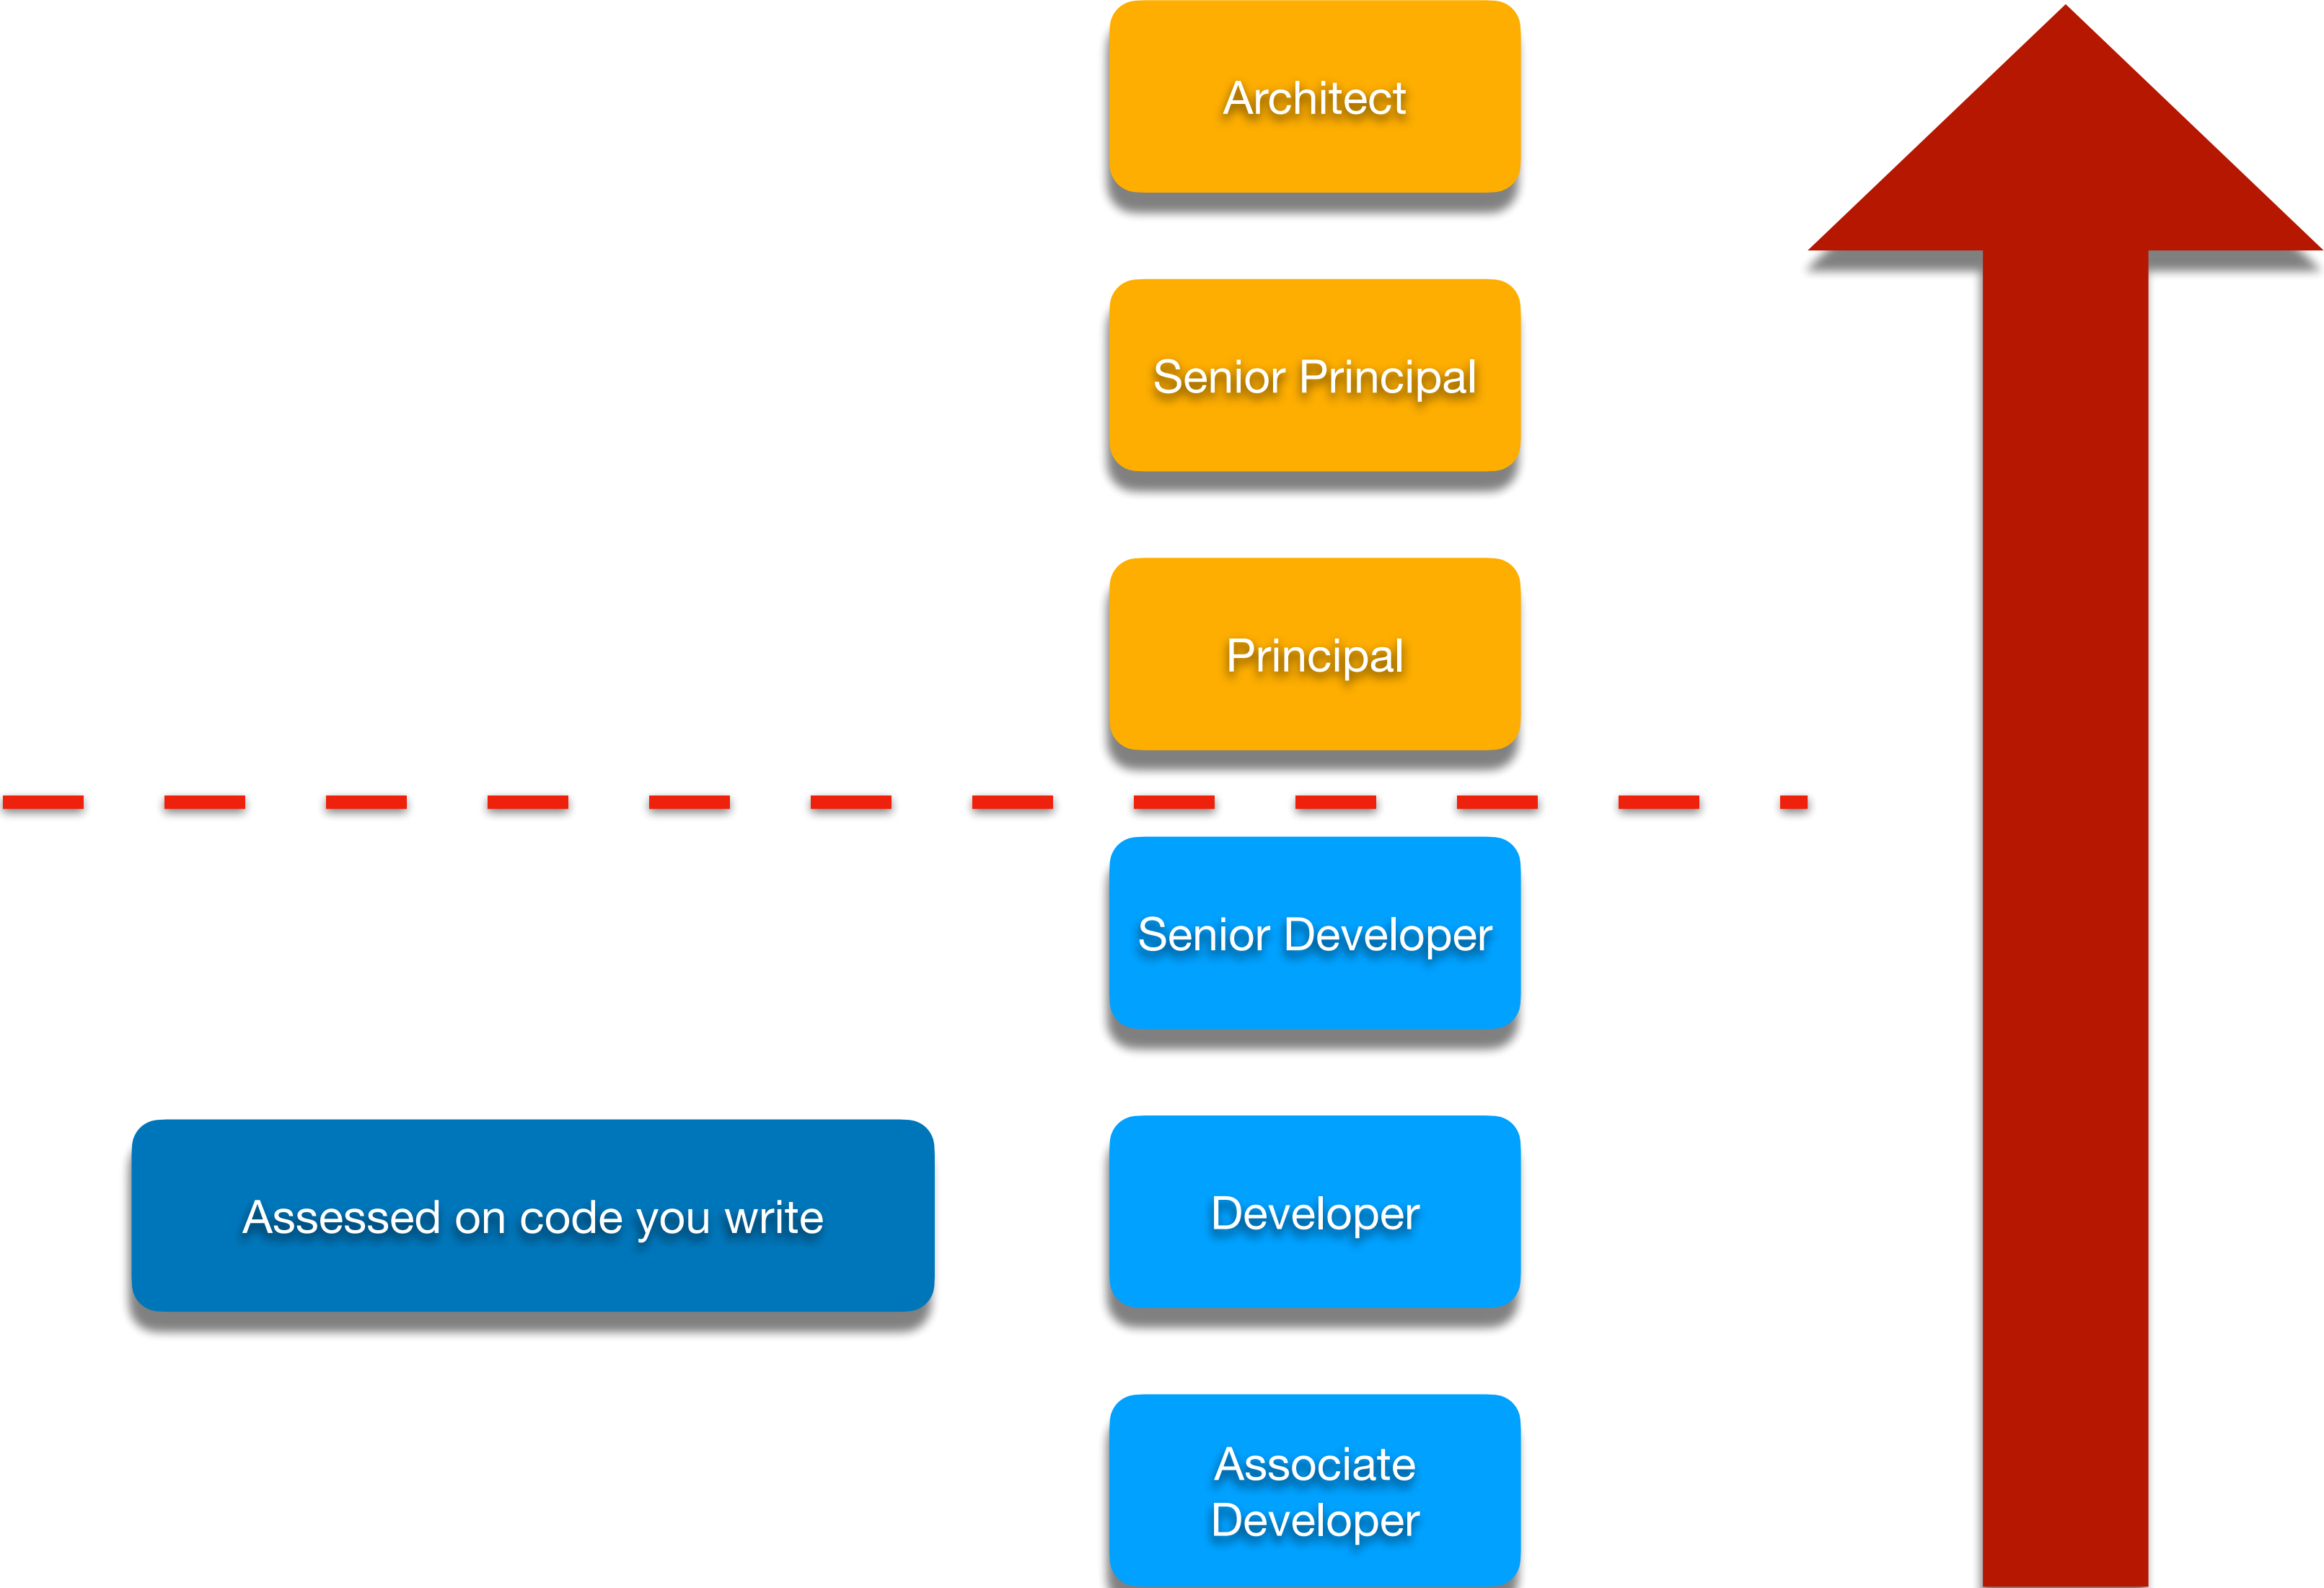 Architect
Senior Principal
Principal
Senior Developer
Assessed on code you write
Developer
Associate
Developer